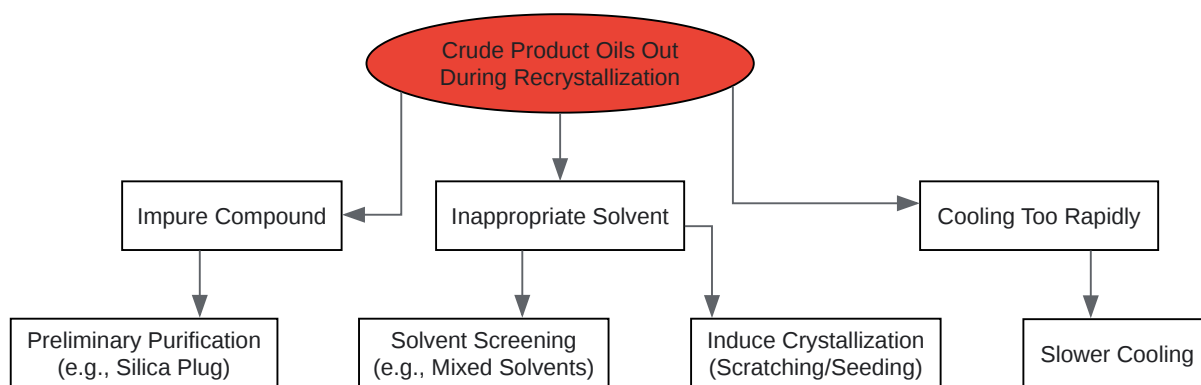 Crude Product Oils Out
During Recrystallization
Impure Compound
Inappropriate Solvent
Cooling Too Rapidly
Preliminary Purification
(e.g., Silica Plug)
Solvent Screening
(e.g., Mixed Solvents)
Induce Crystallization
(Scratching/Seeding)
Slower Cooling